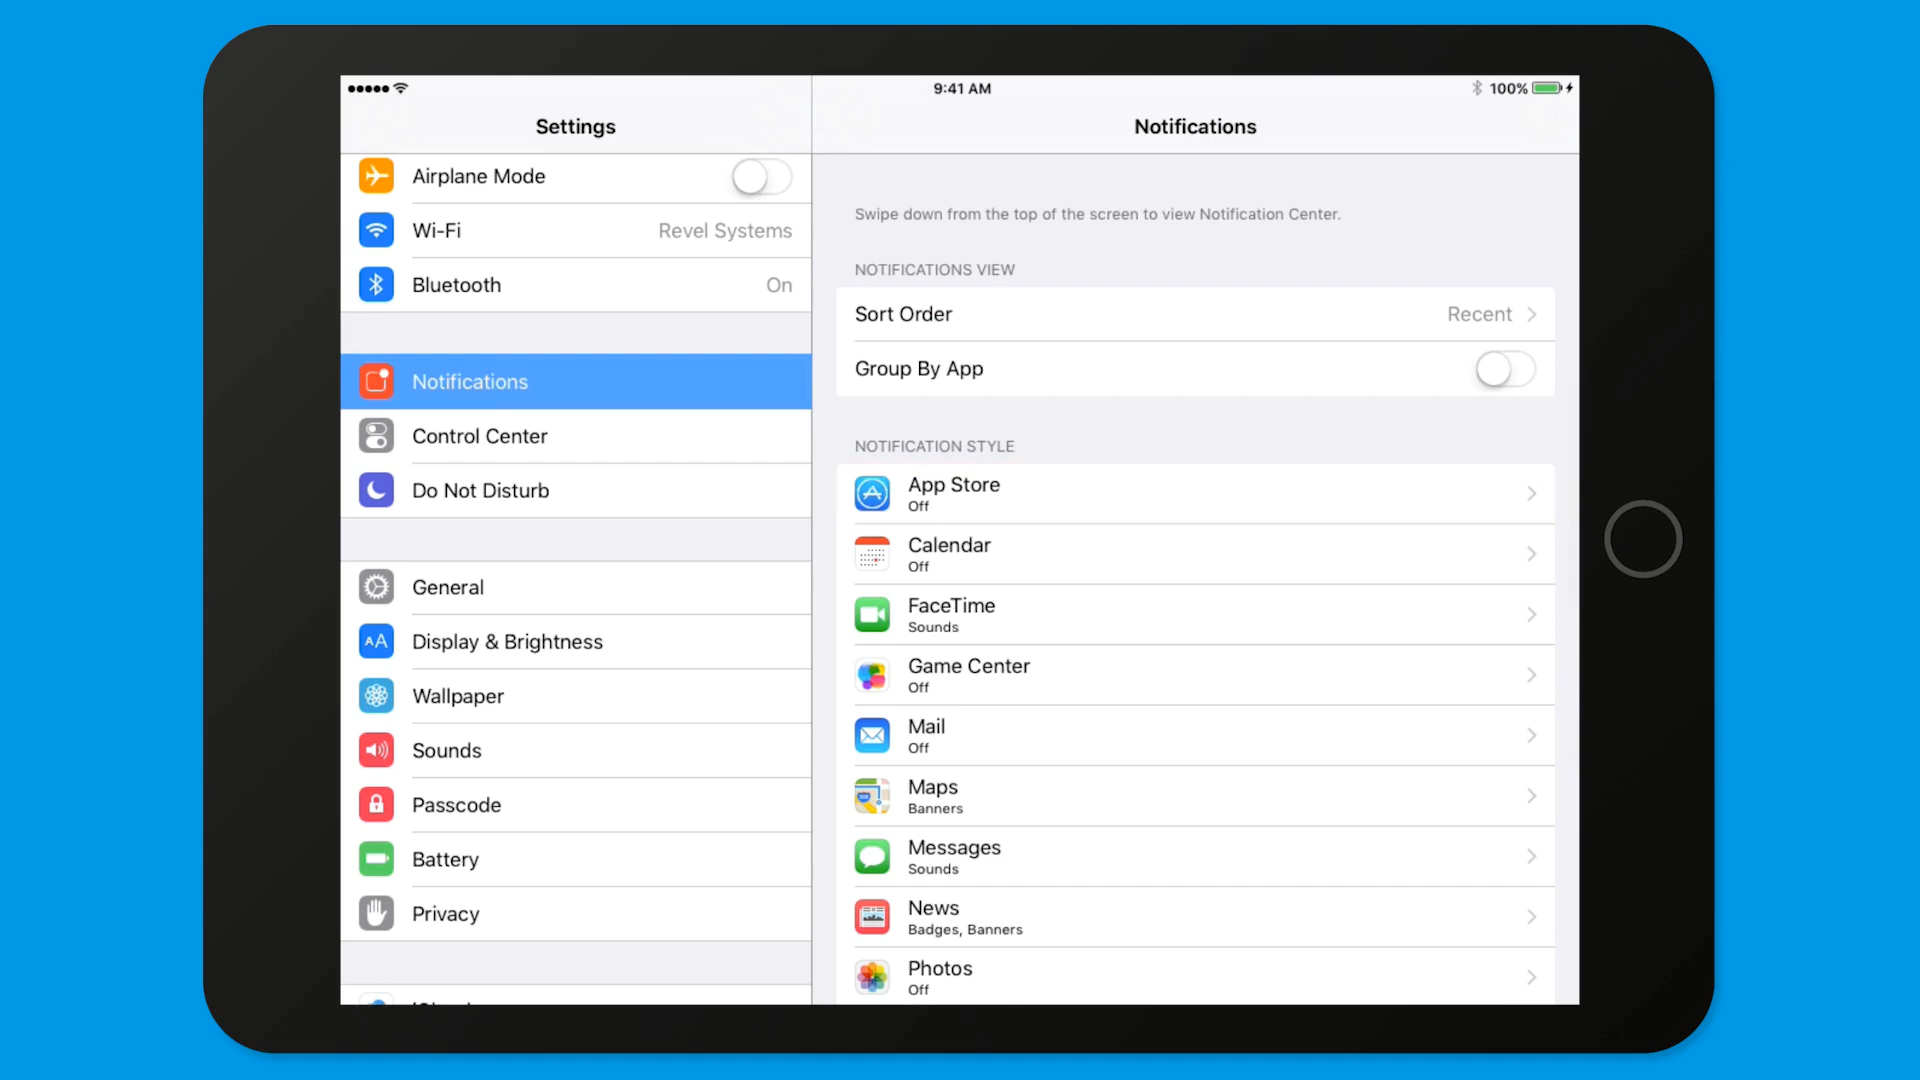 9:41 AM
100%
Settings
Notifications
Airplane Mode
Wi-Fi
Revel Systems
Bluetooth
On
Notifications
Control Center
Do Not Disturb
General
AA
Display & Brightness
Wallpaper
Sounds
Passcode
Battery
Privacy
Swipe down from the top of the screen to view Notification Center.
NOTIFICATIONS VIEW
Sort Order
Recent
Group By App
NOTIFICATION STYLE
App Store
Off
Calendar
Off
FaceTime
Sounds
Game Center
Off
Mail
Off
Maps
Banners
Messages
Sounds
News
Badges, Banners
Photos
Off